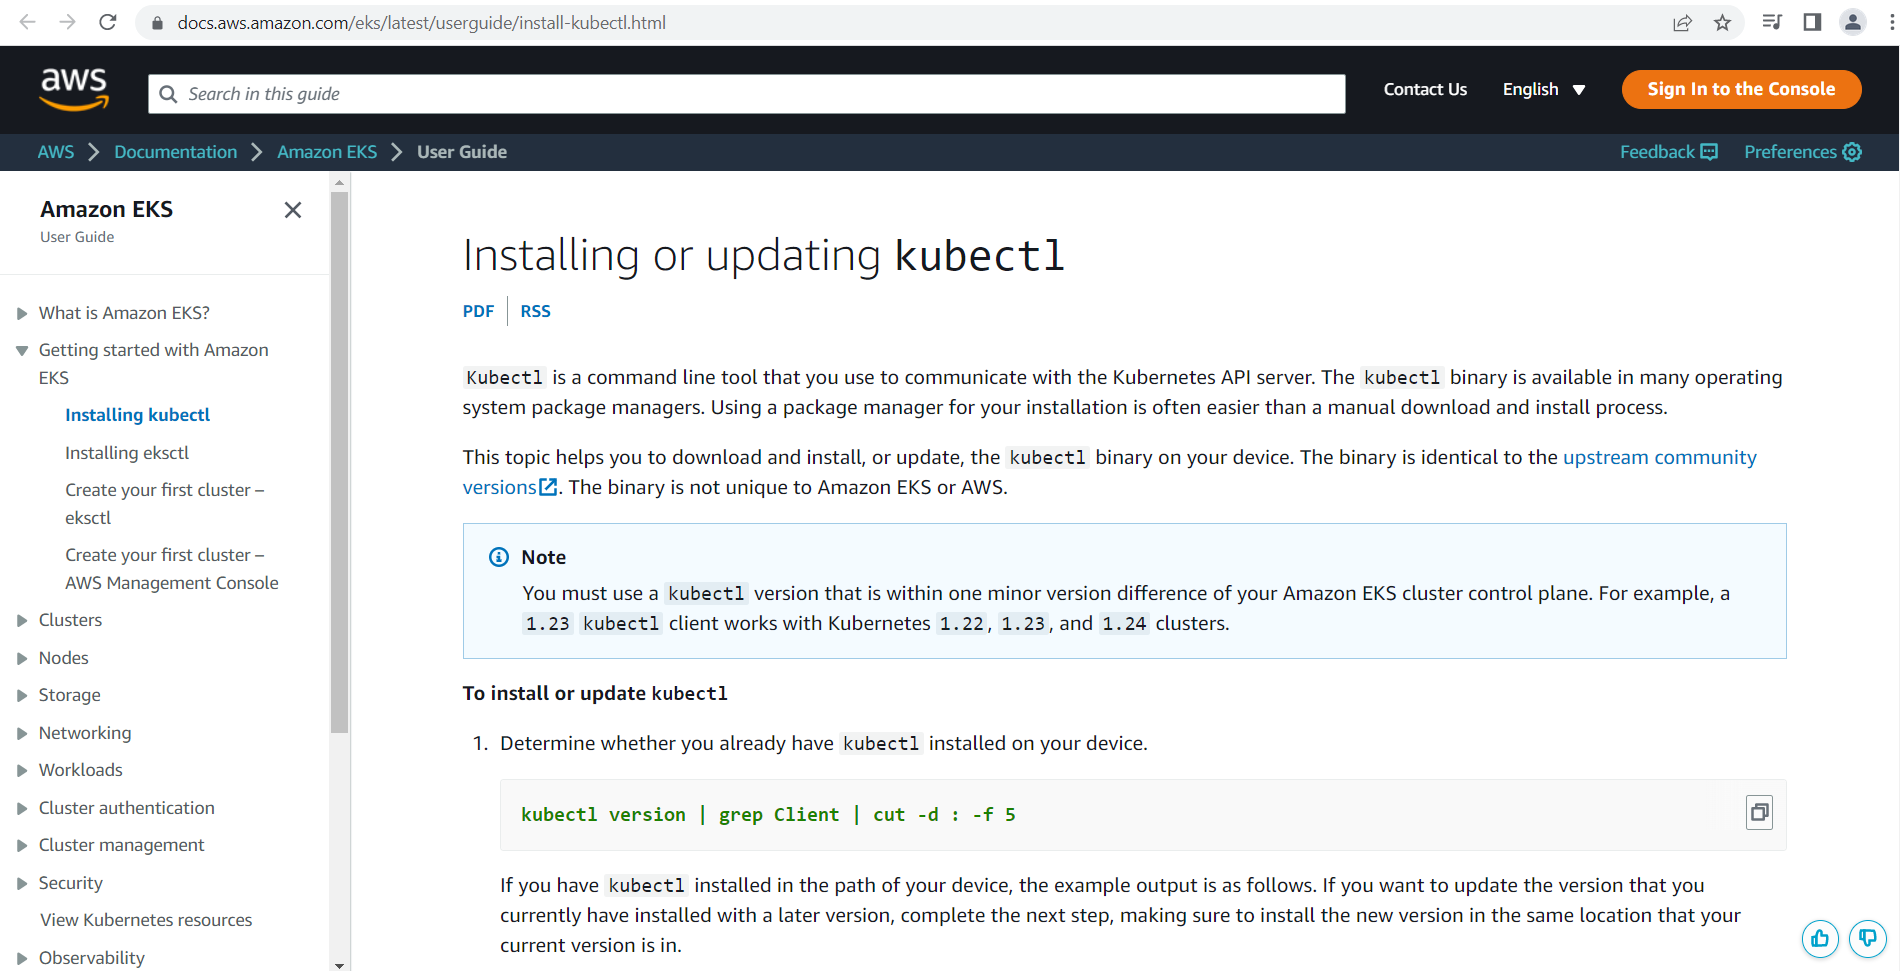 docs.aws.amazon.com/eks/latest/userguide/install-kubectl.html
aws
Search in this guide
Contact Us
English
Sign In to the Console
AWS
Documentation
Amazon EKS
User Guide
Feedback
Preferences
Amazon EKS
User Guide
What is Amazon EKS?
Getting started with Amazon
EKS
Installing kubectl
Installing eksctl
Create your first cluster –
eksctl
Create your first cluster –
AWS Management Console
Clusters
Nodes
Storage
Networking
Workloads
Cluster authentication
Cluster management
Security
View Kubernetes resources
Observability
Installing or updating kubectl
PDF
RSS
Kubectl is a command line tool that you use to communicate with the Kubernetes API server. The kubectl binary is available in many operating
system package managers. Using a package manager for your installation is often easier than a manual download and install process.
This topic helps you to download and install, or update, the kubectl binary on your device. The binary is identical to the upstream community
versions. The binary is not unique to Amazon EKS or AWS.
Note
You must use a kubectl version that is within one minor version difference of your Amazon EKS cluster control plane. For example, a
1.23 kubectl client works with Kubernetes 1.22, 1.23, and 1.24 clusters.
To install or update kubectl
1. Determine whether you already have kubectl installed on your device.
kubectl version | grep Client | cut -d : -f 5
If you have kubectl installed in the path of your device, the example output is as follows. If you want to update the version that you
currently have installed with a later version, complete the next step, making sure to install the new version in the same location that your
current version is in.